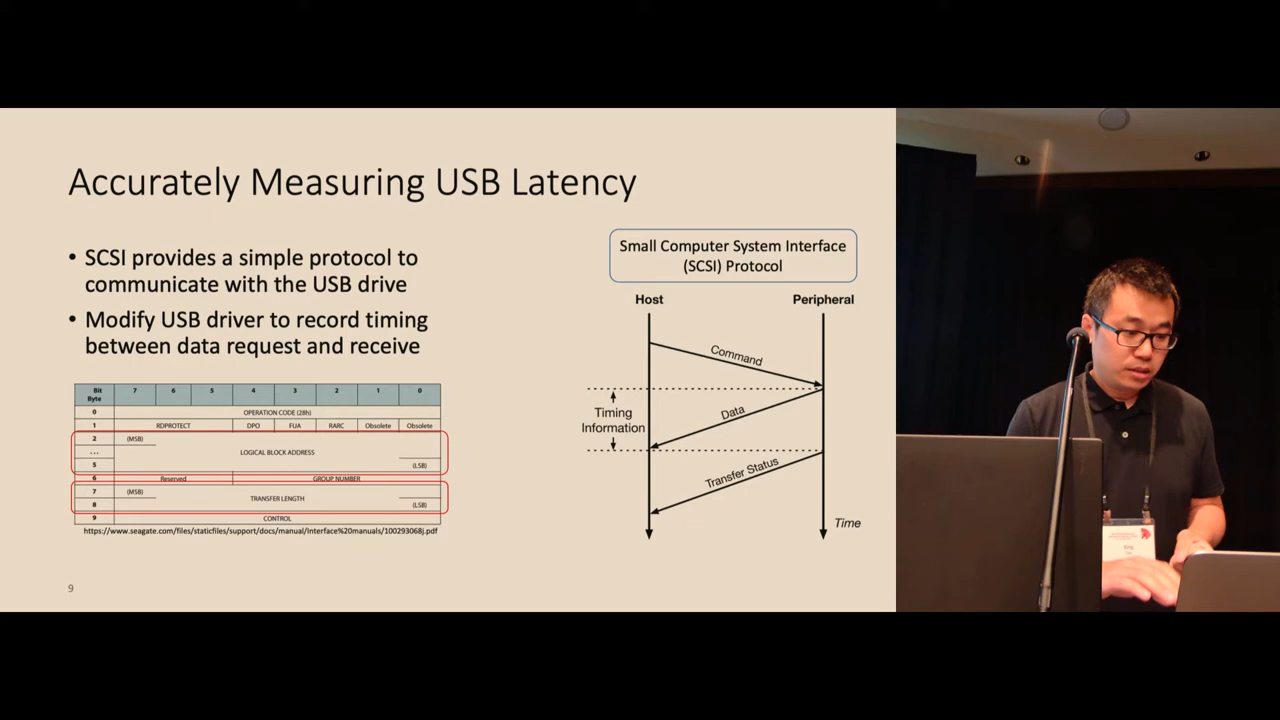 Accurately Measuring USB Latency
• SCSI provides a simple protocol to
communicate with the USB drive
• Modify USB driver to record timing
between data request and receive
Bit 7 6 5 4 3 2 1 0
Byte
0 OPERATION CODE (28h)
1 RDPROTECT DPO FUA RARC Obsolete Obsolete
2 (MSB)
... LOGICAL BLOCK ADDRESS
5 (LSB)
6 Reserved GROUP NUMBER
7 (MSB)
TRANSFER LENGTH
8 (LSB)
9 CONTROL
https://www.seagate.com/files/staticfiles/support/docs/manual/Interface%20manuals/100293068j.pdf
Small Computer System Interface
(SCSI) Protocol
Host Peripheral
Command
Timing
Information
Data
Transfer Status
Time
9